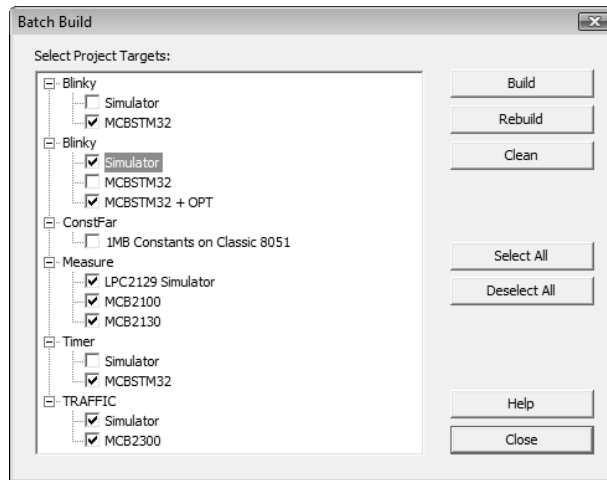 Batch Build
Select Project Targets:
Blinky
Simulator
MCBSTM32
Blinky
Simulator
MCBSTM32
MCBSTM32 + OPT
ConstFar
1MB Constants on Classic 8051
Measure
LPC2129 Simulator
MCB2100
MCB2130
Timer
Simulator
MCBSTM32
TRAFFIC
Simulator
MCB2300
Build
Rebuild
Clean
Select All
Deselect All
Help
Close